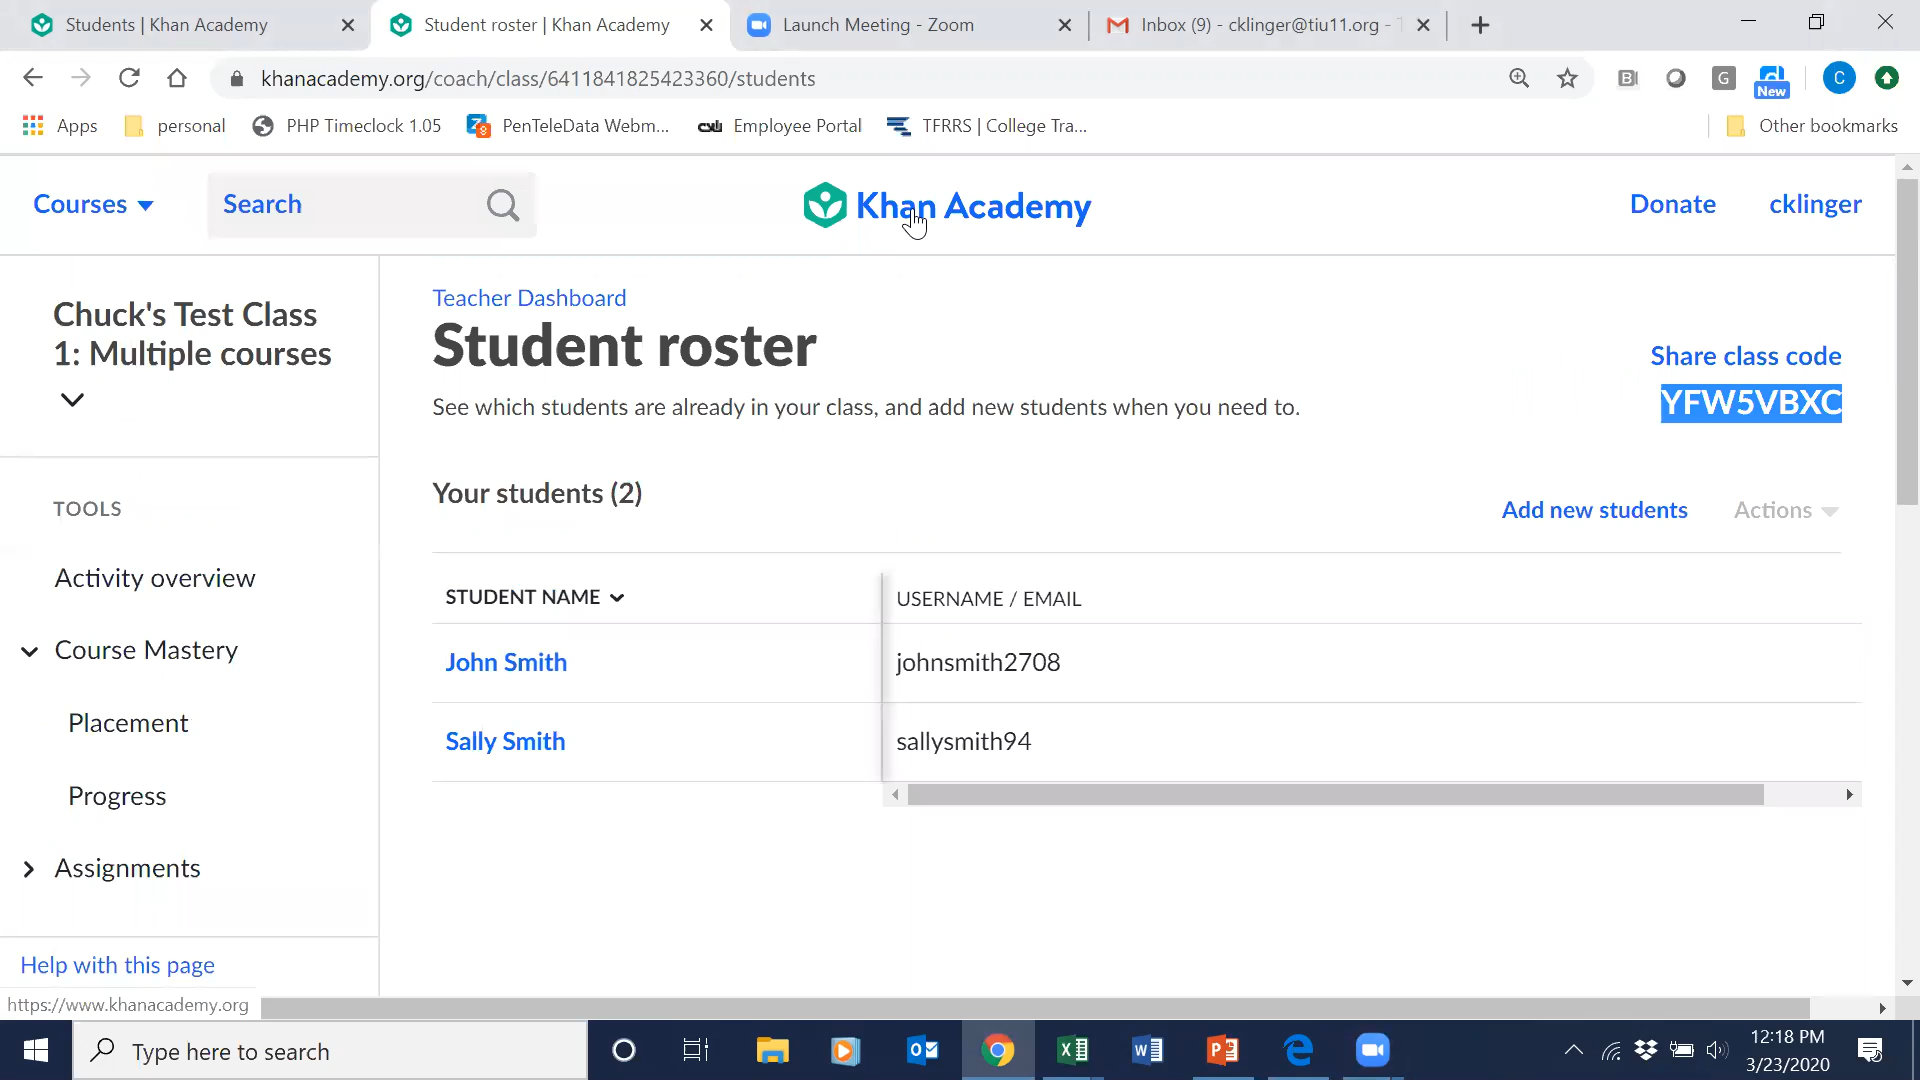 Students | Khan Academy
Student roster | Khan Academy
Launch Meeting - Zoom
Inbox (9) - cklinger@tiu11.org -
khanacademy.org/coach/class/6411841825423360/students
G
New
C
Apps
personal
PHP Timeclock 1.05
PenTeleData Webm...
Employee Portal
TFRRS | College Tra...
Other bookmarks
Courses
Search
Khan Academy
Donate
cklinger
Chuck's Test Class
1: Multiple courses
TOOLS
Activity overview
Course Mastery
Placement
Progress
Assignments
Help with this page
https://www.khanacademy.org
Teacher Dashboard
Student roster
See which students are already in your class, and add new students when you need to.
Share class code
YFW5VBXC
Your students (2)
Add new students
Actions
STUDENT NAME
USERNAME / EMAIL
John Smith
johnsmith2708
Sally Smith
sallysmith94
Type here to search
12:18 PM
3/23/2020